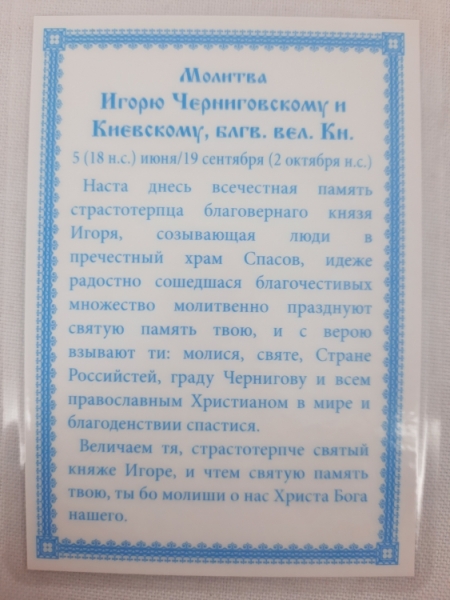 Молитва
Игорю Черниговскому и
Киевскому, блгв. вел. Кн.
5 (18 н.с.) июня/19 сентября (2 октября н.с.)
Наста днесь всечестная память
страстотерпца благовернаго князя
Игоря, созывающая люди в
пречестный храм Спасов, идеже
радостно сошедшася благочестивых
множество молитвенно празднуют
святую память твою, и с верою
взывают ти: молися, святе, Стране
Российстей, граду Чернигову и всем
православным Христианом в мире и
благоденствии спастися.
Величаем тя, страстотерпче святый
княже Игоре, и чтем святую память
твою, ты бо молиши о нас Христа Бога
нашего.